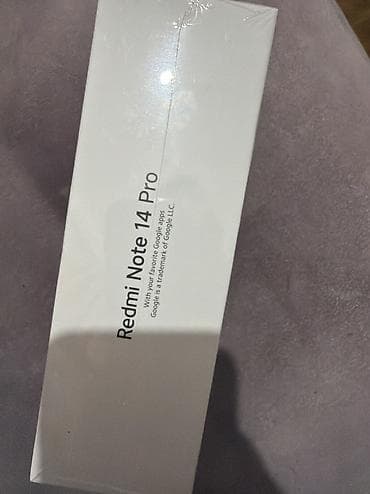 Redmi Note 14 Pro
With your favorite Google apps
Google is a trademark of Google LLC.